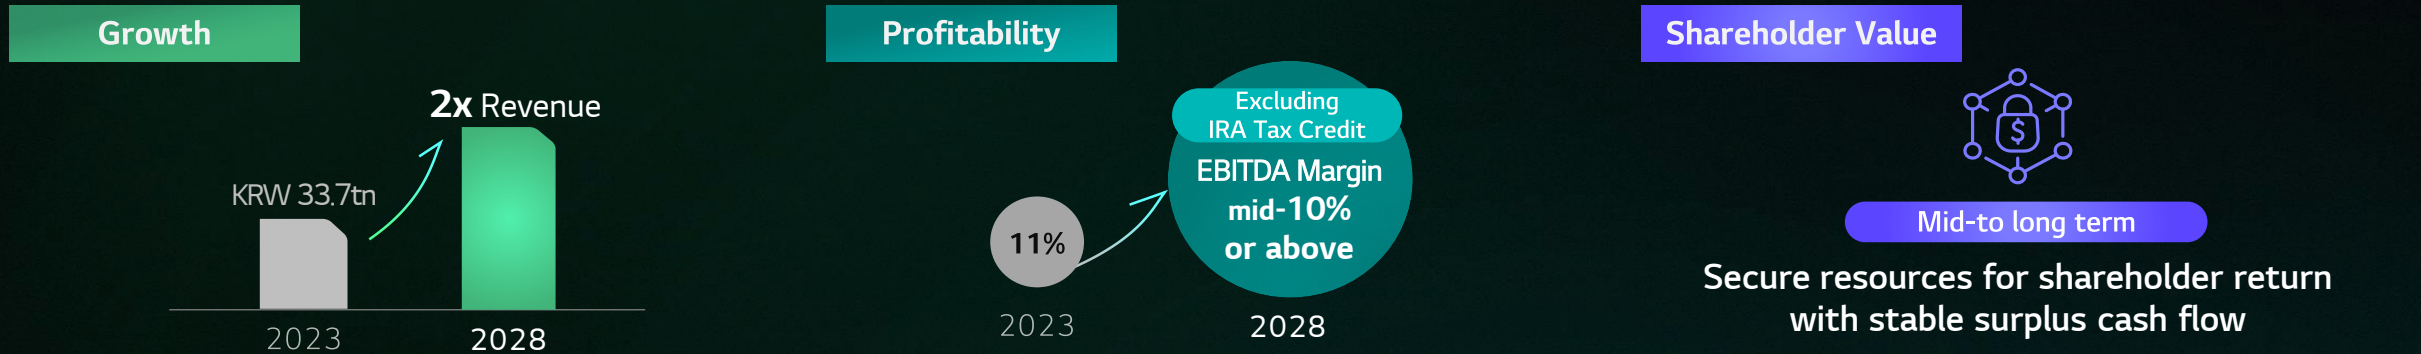 Growth
2x Revenue
KRW 33.7tn
2023
2028
Profitability
Excluding
IRA Tax Credit
EBITDA Margin
mid-10%
or above
11%
2023
2028
Shareholder Value
$
Mid-to long term
Secure resources for shareholder return
with stable surplus cash flow